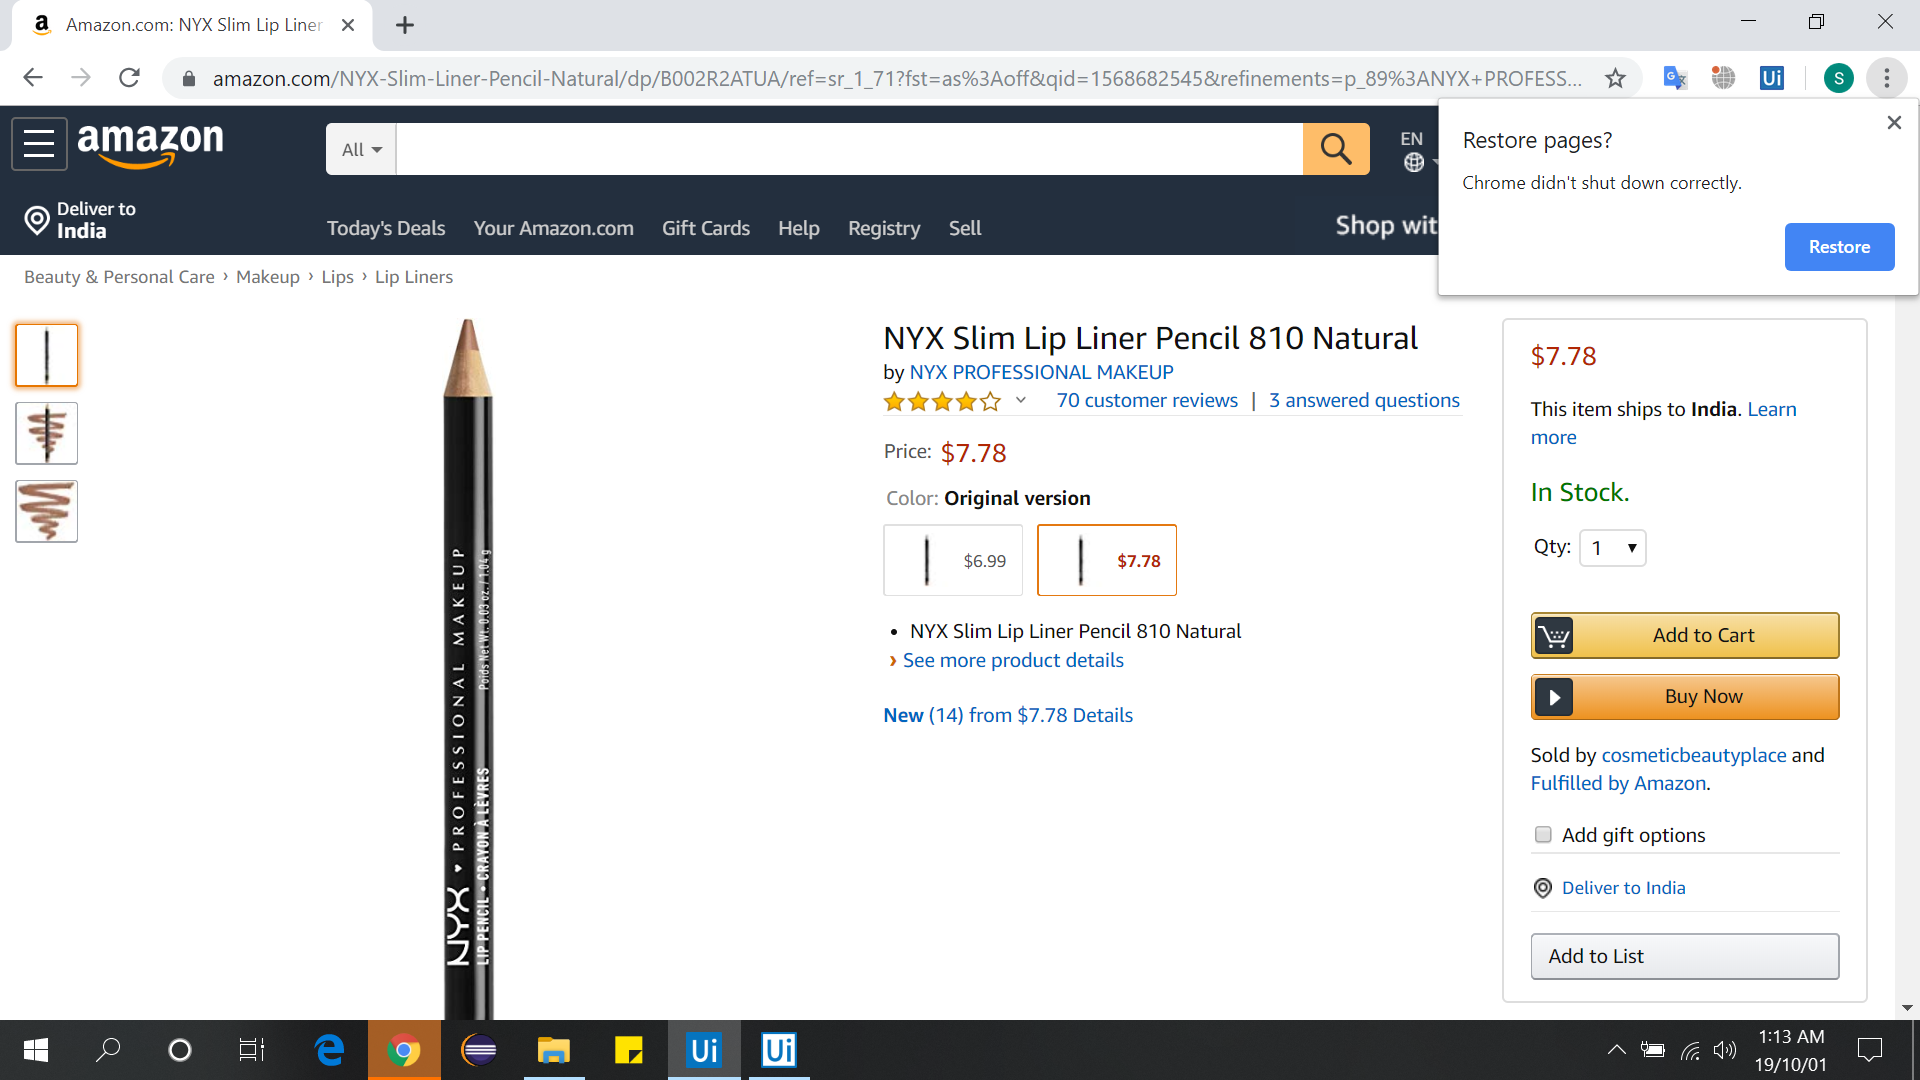 Amazon.com: NYX Slim Lip Liner
amazon.com/NYX-Slim-Liner-Pencil-Natural/dp/B002R2ATUA/ref=sr_1_71?fst=as%3Aoff&qid=1568682545&refinements=p_89%3ANYX+PROFESS...
Ui
S
Restore pages?
Chrome didn't shut down correctly.
Restore
amazon
All
EN
Deliver to
India
Today's Deals
Your Amazon.com
Gift Cards
Help
Registry
Sell
Shop wit
Beauty & Personal Care › Makeup › Lips › Lip Liners
NYX Slim Lip Liner Pencil 810 Natural
by NYX PROFESSIONAL MAKEUP
70 customer reviews | 3 answered questions
Price: $7.78
Color: Original version
$6.99
$7.78
• NYX Slim Lip Liner Pencil 810 Natural
› See more product details
New (14) from $7.78 Details
NYX ♥ PROFESSIONAL MAKEUP
LIP PENCIL • CRAYON À LÈVRES
Poids Net Wt. 0.03 oz. / 1.04 g
$7.78
This item ships to India. Learn
more
In Stock.
Qty: 1
Add to Cart
Buy Now
Sold by cosmeticbeautyplace and
Fulfilled by Amazon.
Add gift options
Deliver to India
Add to List
Ui
Ui
1:13 AM
19/10/01